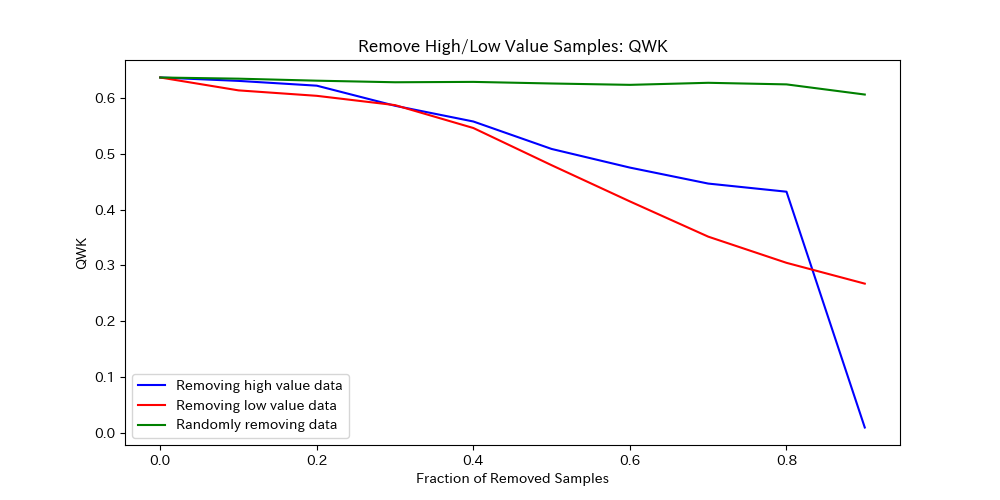 Remove High/Low Value Samples: QWK
QWK
0.6
0.5
0.4
0.3
0.2
0.1
0.0
Removing high value data
Removing low value data
Randomly removing data
0.0 0.2 0.4 0.6 0.8
Fraction of Removed Samples